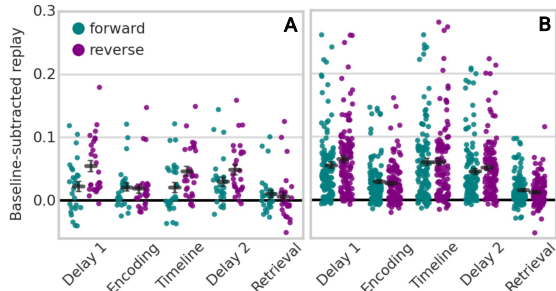 0.3
0.2
0.1
0.0
Baseline-subtracted replay
forward
reverse
A
B
Delay 1
Encoding
Timeline
Delay 2
Retrieval
Delay 1
Encoding
Timeline
Delay 2
Retrieval